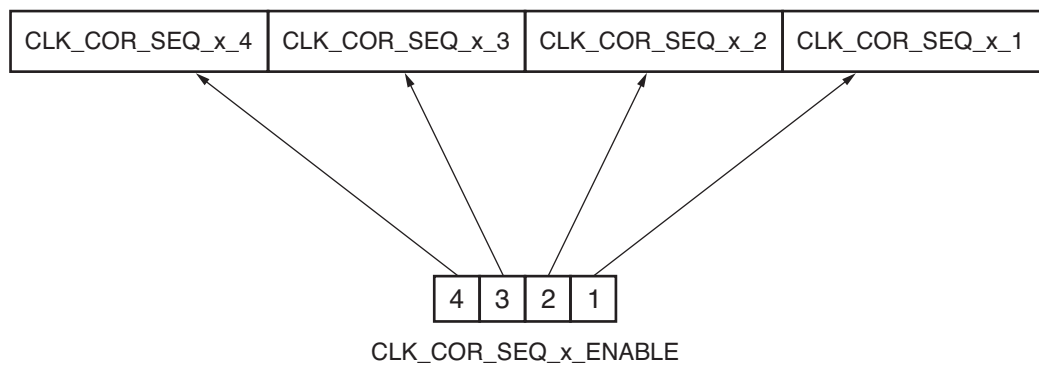 CLK_COR_SEQ_x_4 CLK_COR_SEQ_x_3 CLK_COR_SEQ_x_2 CLK_COR_SEQ_x_1
4 3 2 1
CLK_COR_SEQ_x_ENABLE